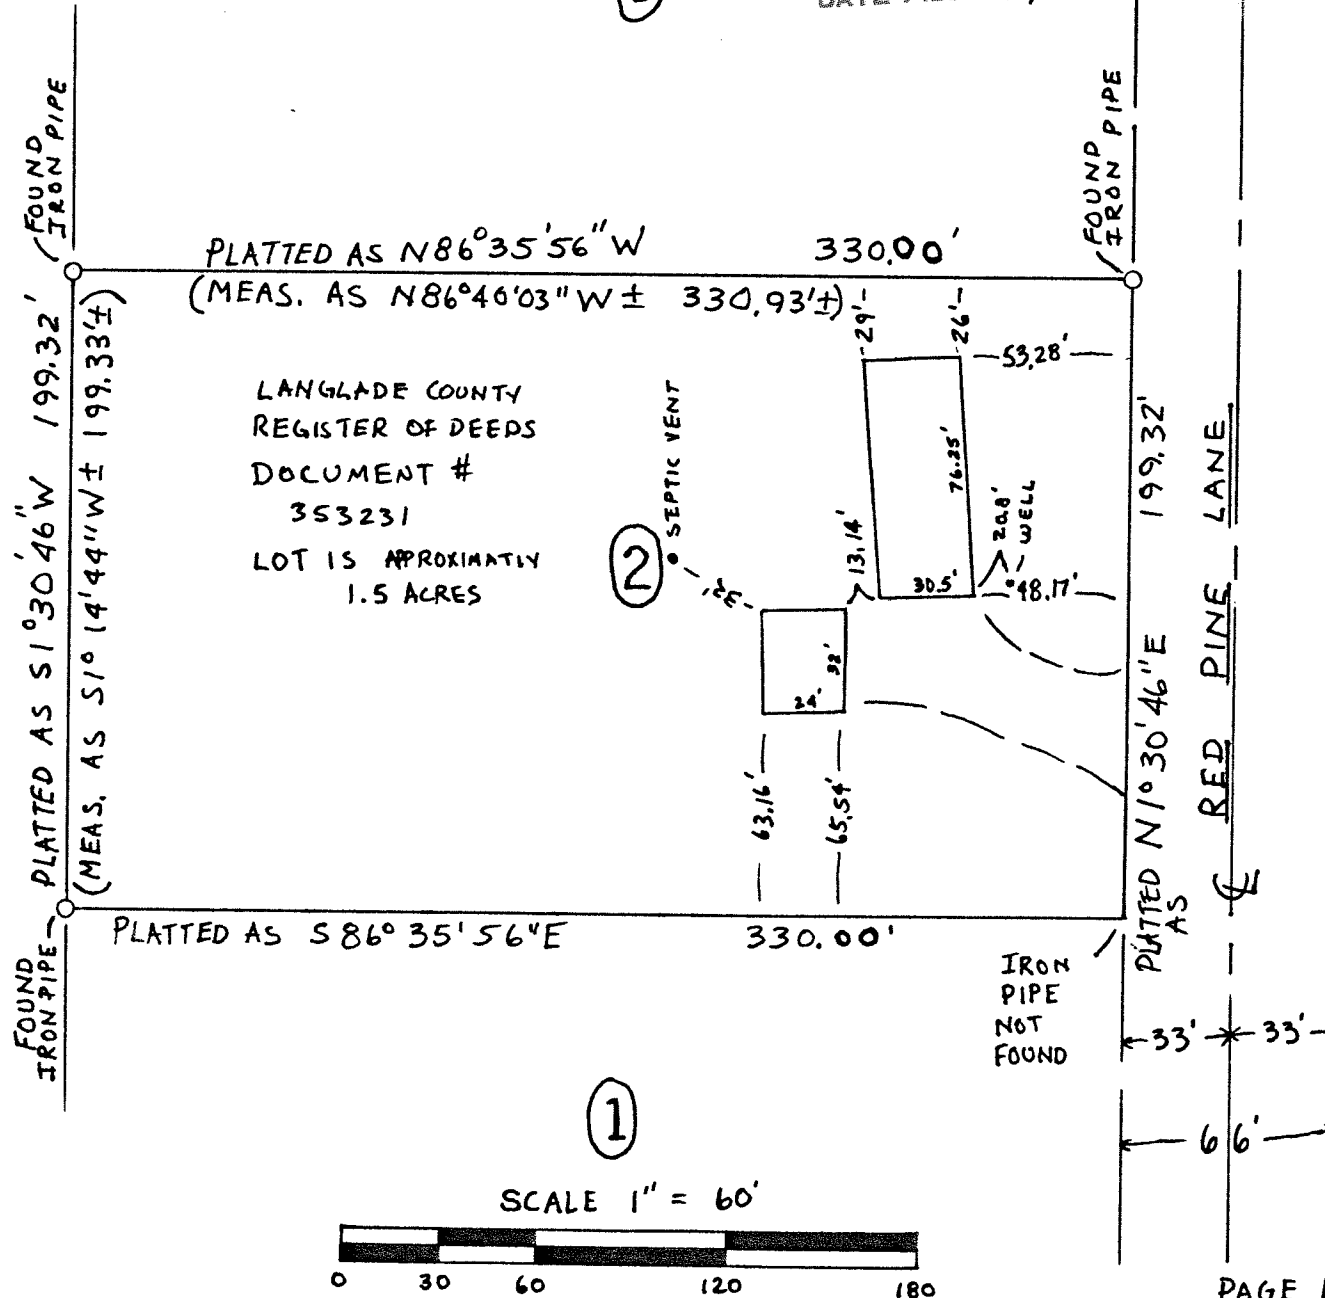 FOUND
IRON PIPE
FOUND
IRON PIPE
PLATTED AS N86°35'56" W 330.00'
(MEAS. AS N86°40'03" W ± 330.93'±)
PLATTED AS S1°30'46"W 199.32'
(MEAS. AS S1°14'44"W ± 199.33'±)
LANGLADE COUNTY
REGISTER OF DEEDS
DOCUMENT #
353231
LOT IS APPROXIMATLY
1.5 ACRES
SEPTIC VENT
2
29'
26'
53.28'
76.25'
30.5'
13.14'
20.8'
WELL
48.17'
32'
24'
63.16'
65.54'
199.32'
PLATTED N1°30'46"E
AS
RED PINE LANE
PLATTED AS S86°35'56"E 330.00'
FOUND
IRON PIPE
IRON
PIPE
NOT
FOUND
33' 33'
66'
1
SCALE 1" = 60'
0 30 60 120 180
PAGE